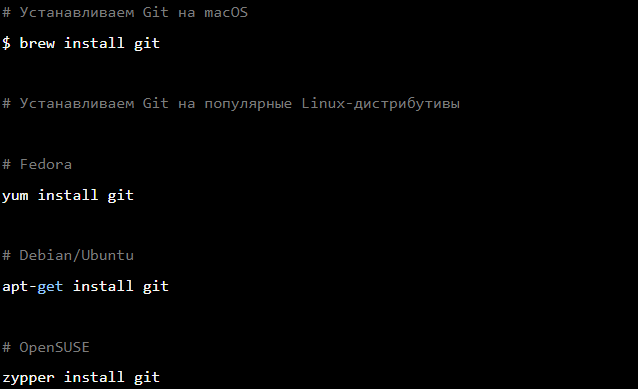 # Устанавливаем Git на macOS
$ brew install git
# Устанавливаем Git на популярные Linux-дистрибутивы
# Fedora
yum install git
# Debian/Ubuntu
apt-get install git
# OpenSUSE
zypper install git